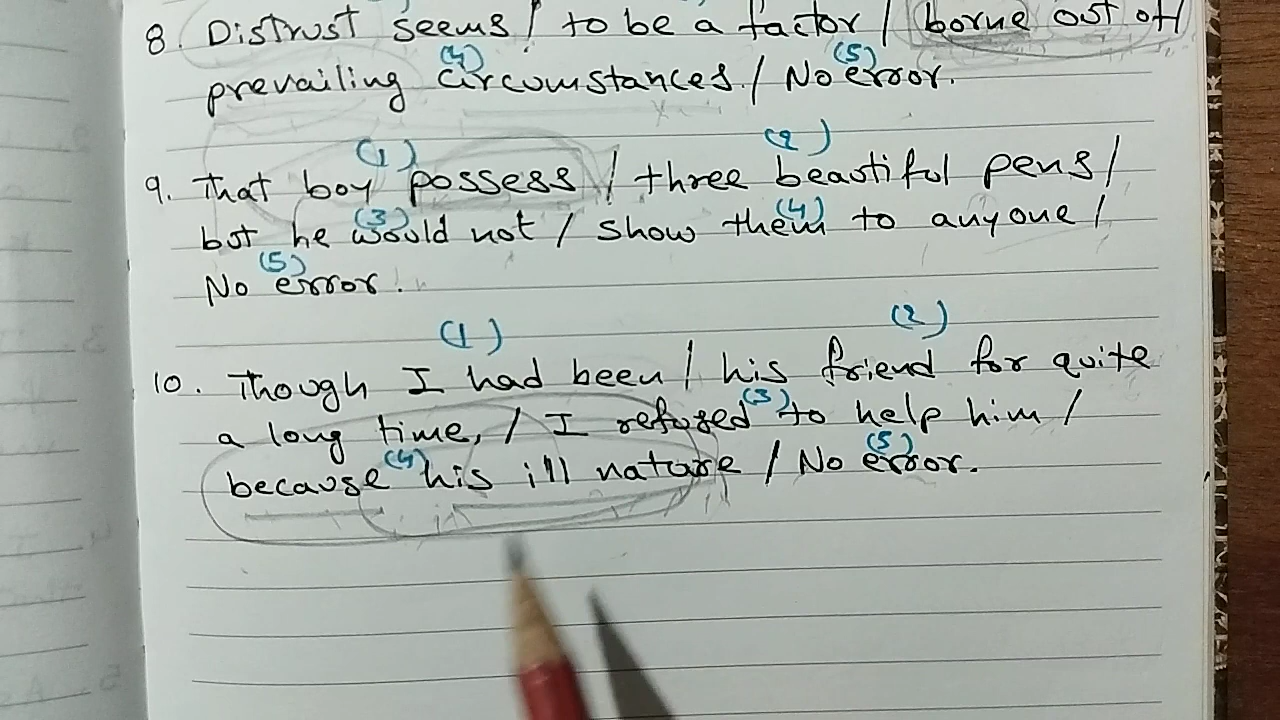 8. Distrust seems / to be a factor / borne out of /
(4) (5)
prevailing circumstances. / No error.
(1) (2)
9. That boy possess / three beautiful pens /
(3) (4)
but he would not / show them to anyone /
(5)
No error.
(1) (2)
10. Though I had been / his friend for quite
(3)
a long time, / I refused to help him /
(4) (5)
because his ill nature / No error.